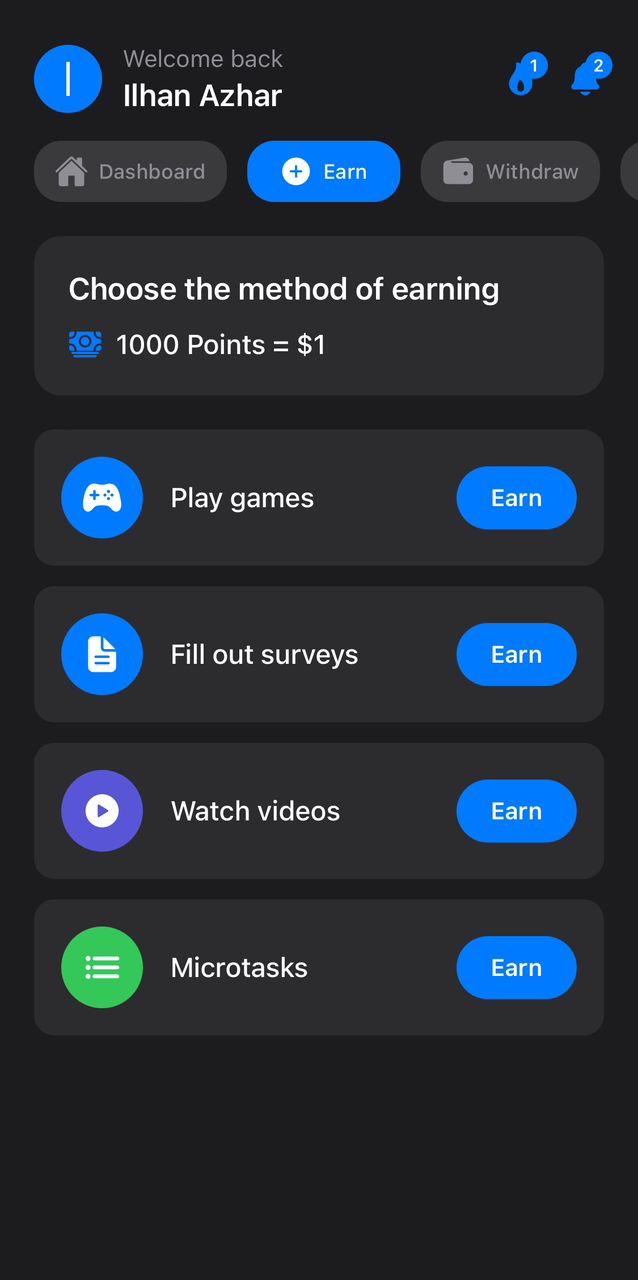 I
Welcome back
Ilhan Azhar
1
2
Dashboard
Earn
Withdraw
Choose the method of earning
1000 Points = $1
Play games
Earn
Fill out surveys
Earn
Watch videos
Earn
Microtasks
Earn